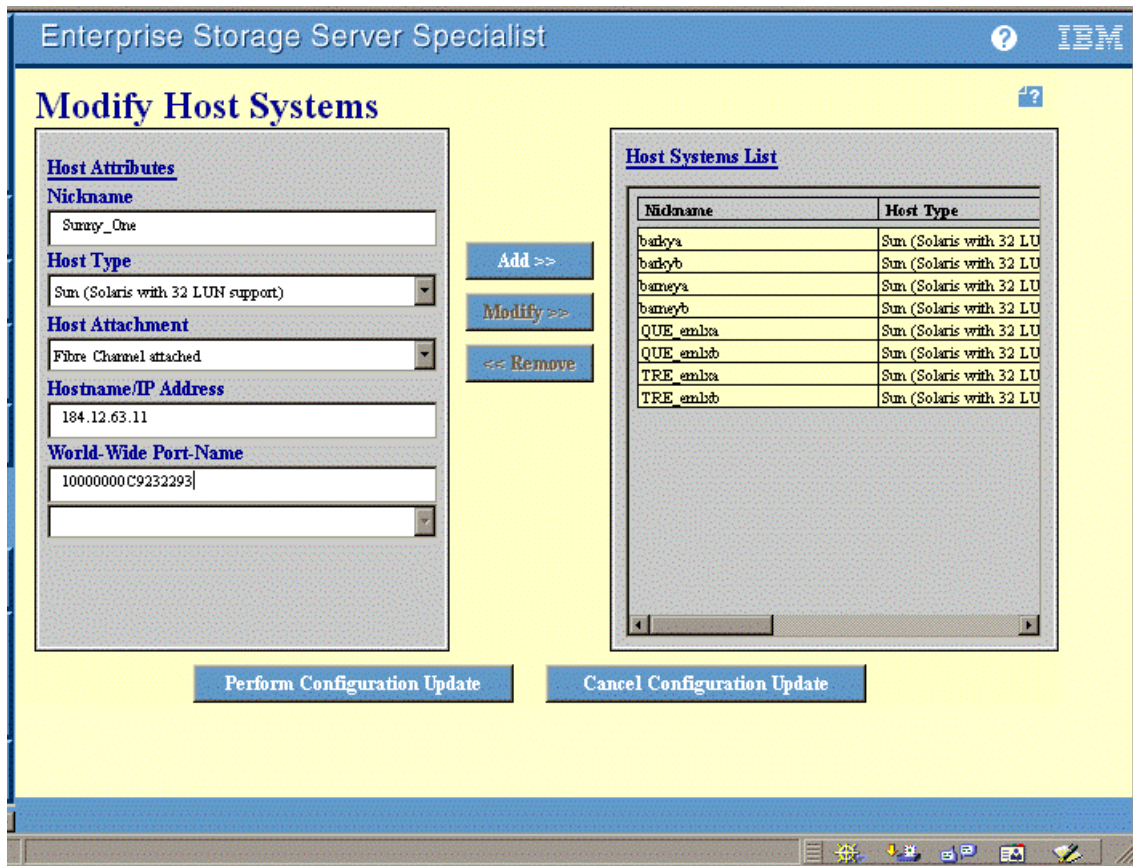 Enterprise Storage Server Specialist
?
IBM
Modify Host Systems
?
Host Attributes
Nickname
Sunny_One
Host Type
Sun (Solaris with 32 LUN support)
Host Attachment
Fibre Channel attached
Hostname/IP Address
184.12.63.11
World-Wide Port-Name
10000000C9232293
Add >>
Modify >>
<< Remove
Host Systems List
Nickname Host Type
barkya Sun (Solaris with 32 LU
barkyb Sun (Solaris with 32 LU
barneya Sun (Solaris with 32 LU
barneyb Sun (Solaris with 32 LU
QUE_emlxa Sun (Solaris with 32 LU
QUE_emlxb Sun (Solaris with 32 LU
TRE_emlxa Sun (Solaris with 32 LU
TRE_emlxb Sun (Solaris with 32 LU
Perform Configuration Update
Cancel Configuration Update